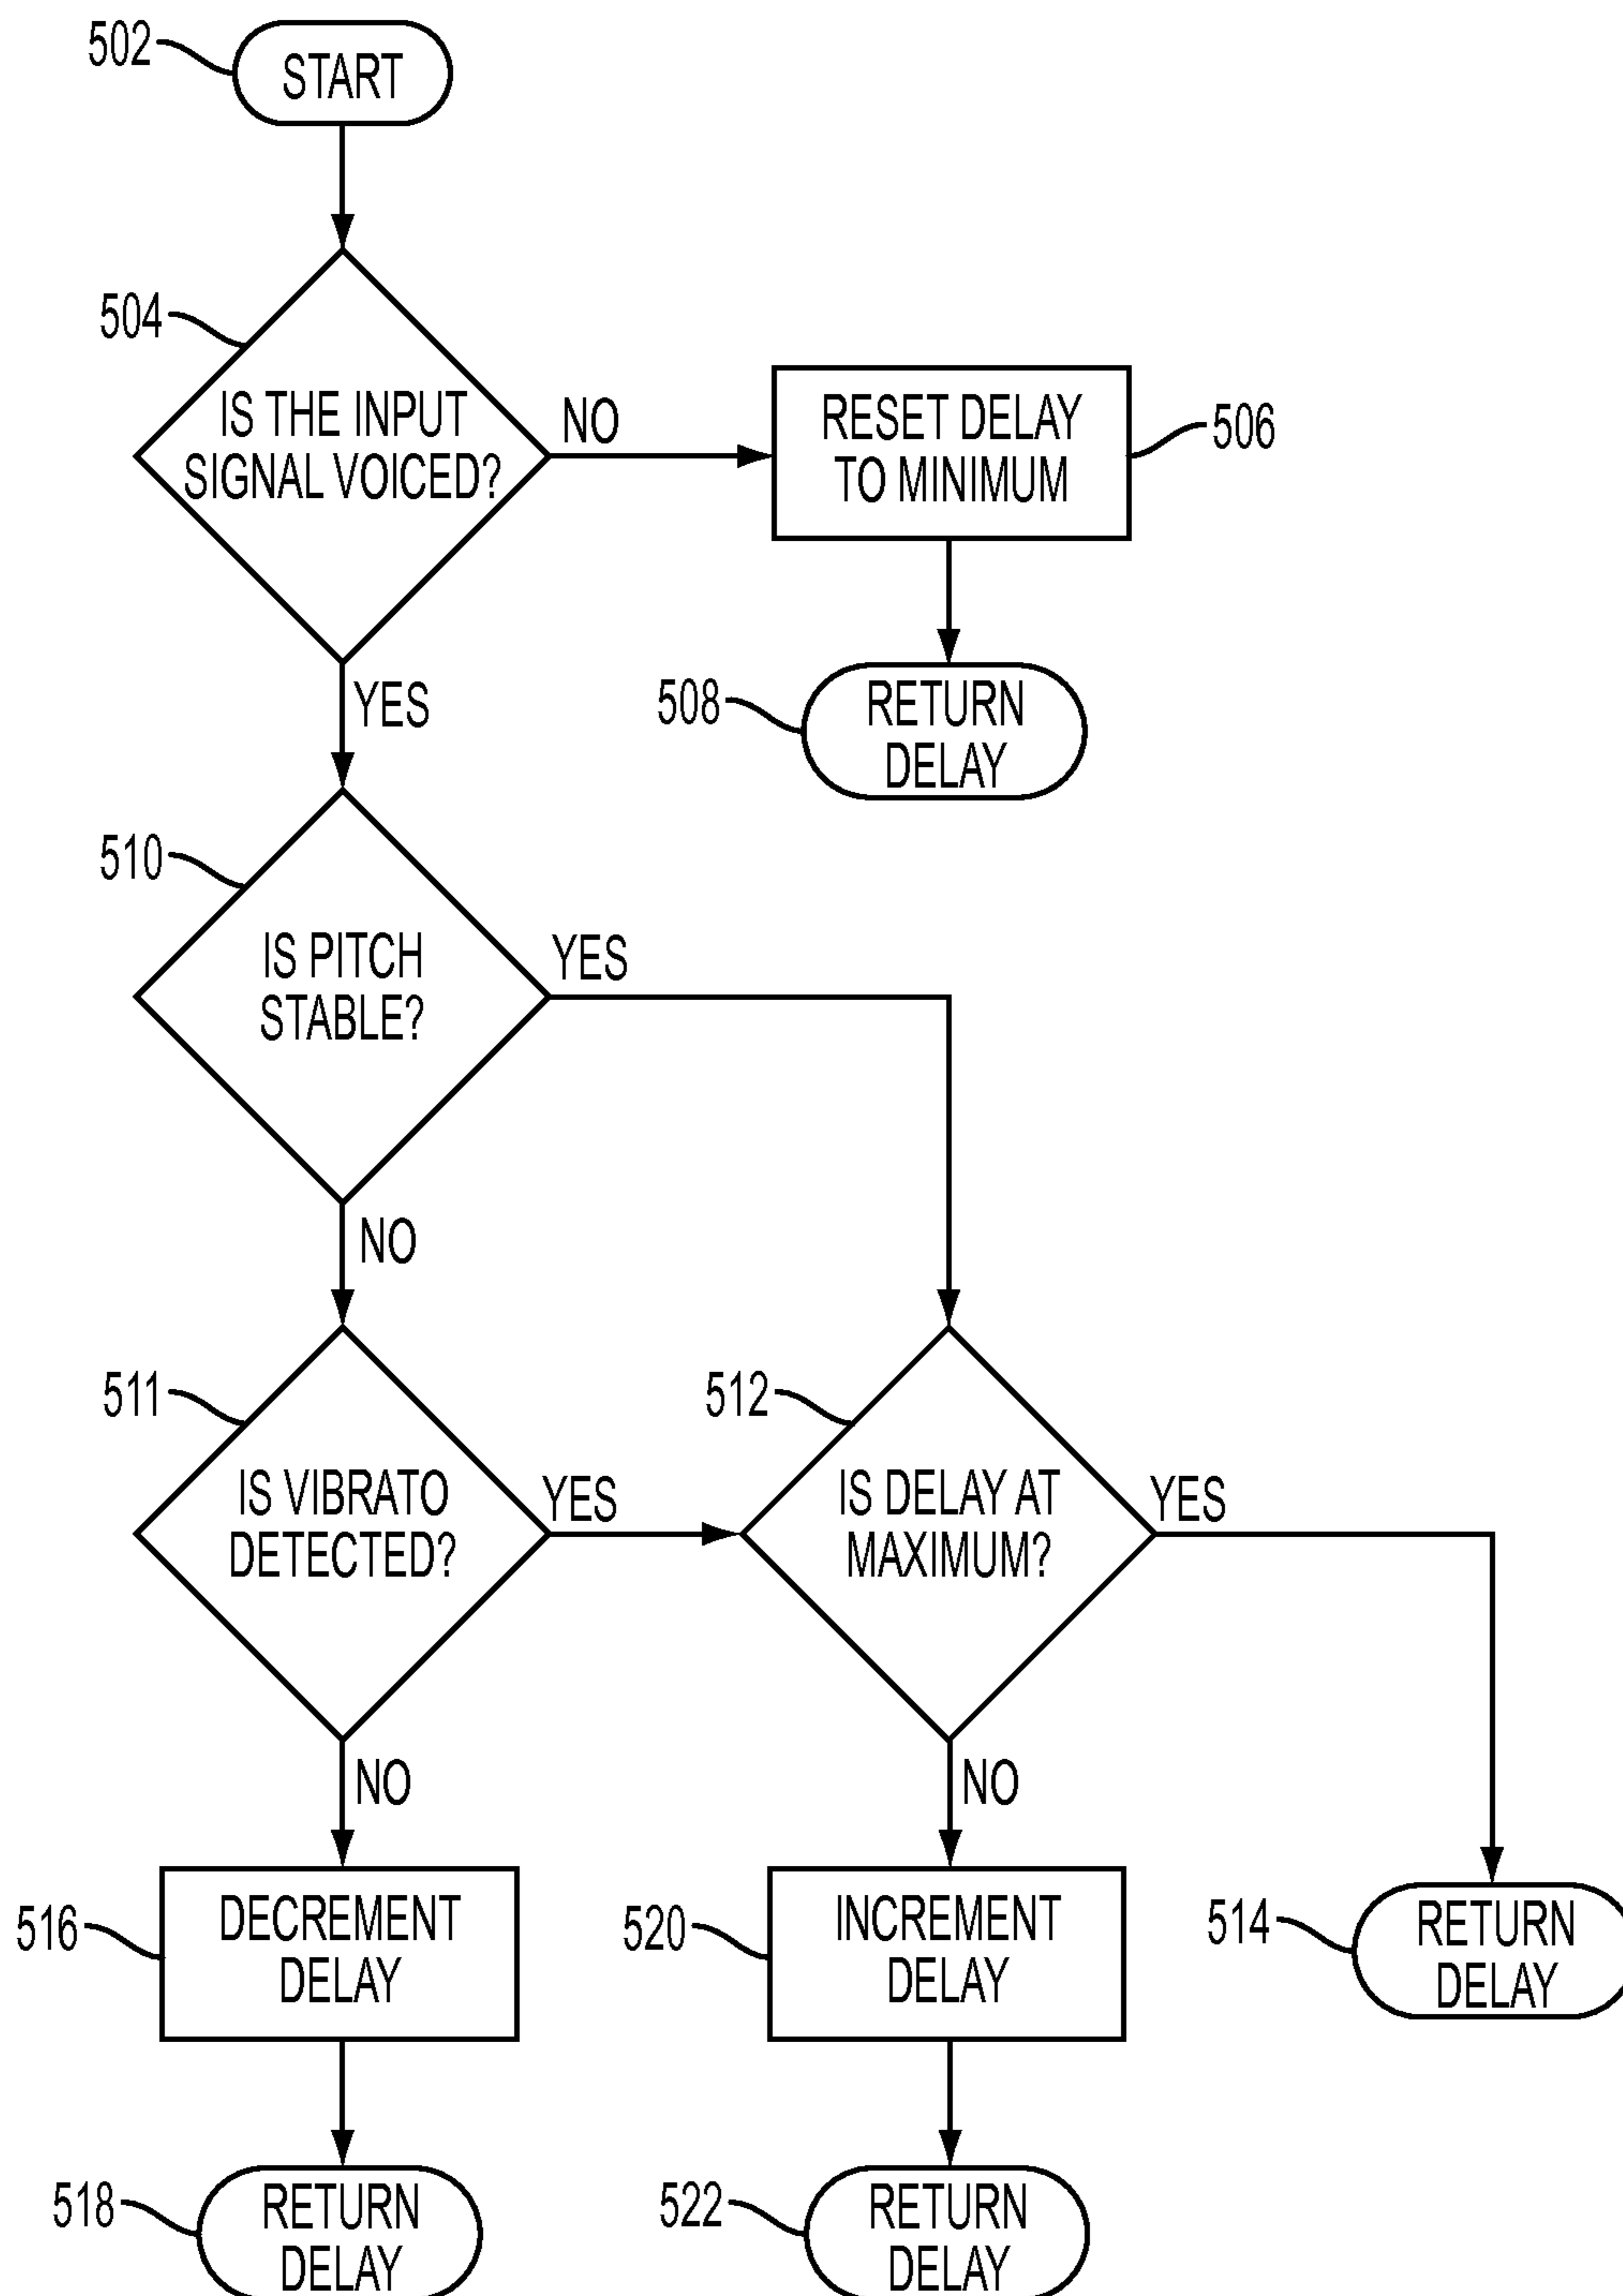 502
START
504
IS THE INPUT
SIGNAL VOICED?
NO
RESET DELAY
TO MINIMUM
506
YES
508
RETURN
DELAY
510
IS PITCH
STABLE?
YES
NO
511
IS VIBRATO
DETECTED?
YES
512
IS DELAY AT
MAXIMUM?
YES
NO
NO
516
DECREMENT
DELAY
520
INCREMENT
DELAY
514
RETURN
DELAY
518
RETURN
DELAY
522
RETURN
DELAY